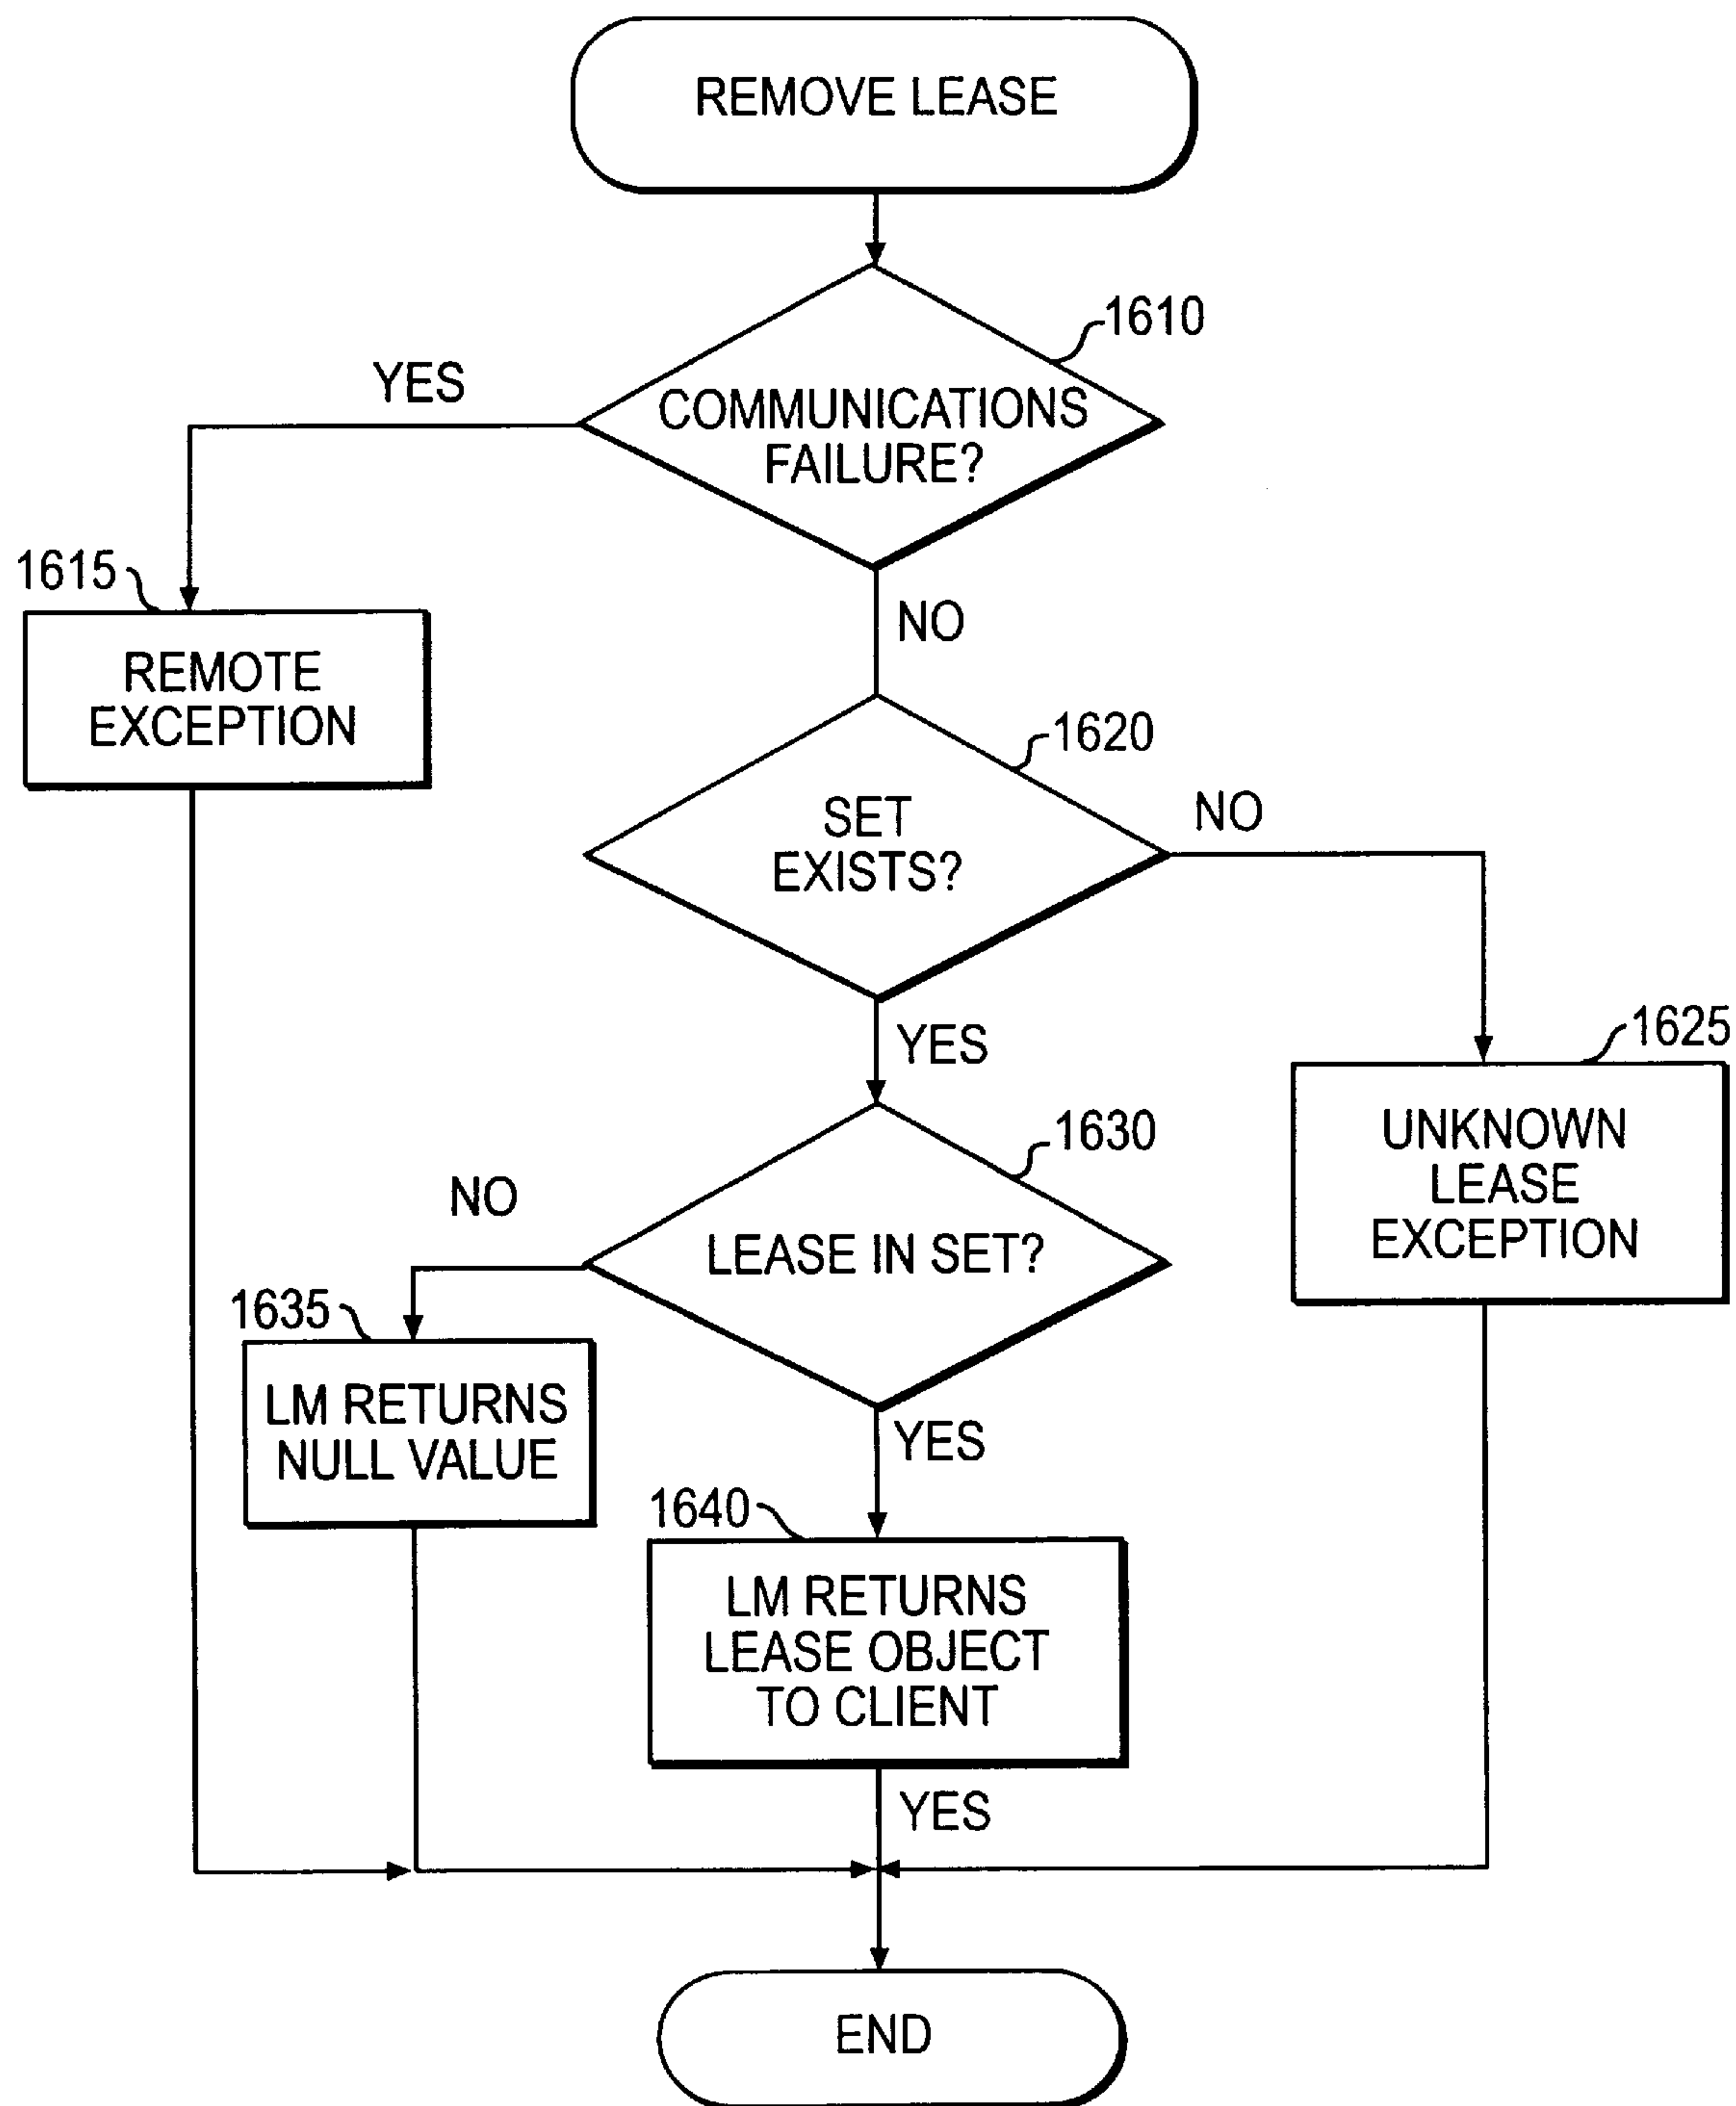 REMOVE LEASE
1610
YES
COMMUNICATIONS
FAILURE?
1615
NO
REMOTE
EXCEPTION
1620
SET
EXISTS?
NO
1625
YES
UNKNOWN
LEASE
EXCEPTION
1630
NO
LEASE IN SET?
1635
LM RETURNS
NULL VALUE
YES
1640
LM RETURNS
LEASE OBJECT
TO CLIENT
YES
END